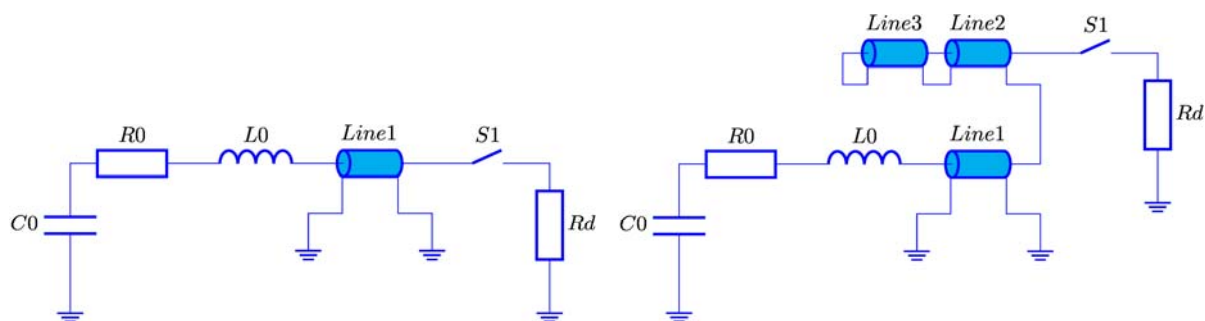 Line3 Line2 S1
Rd
R0 L0 Line1 S1
C0 Rd
R0 L0 Line1
C0